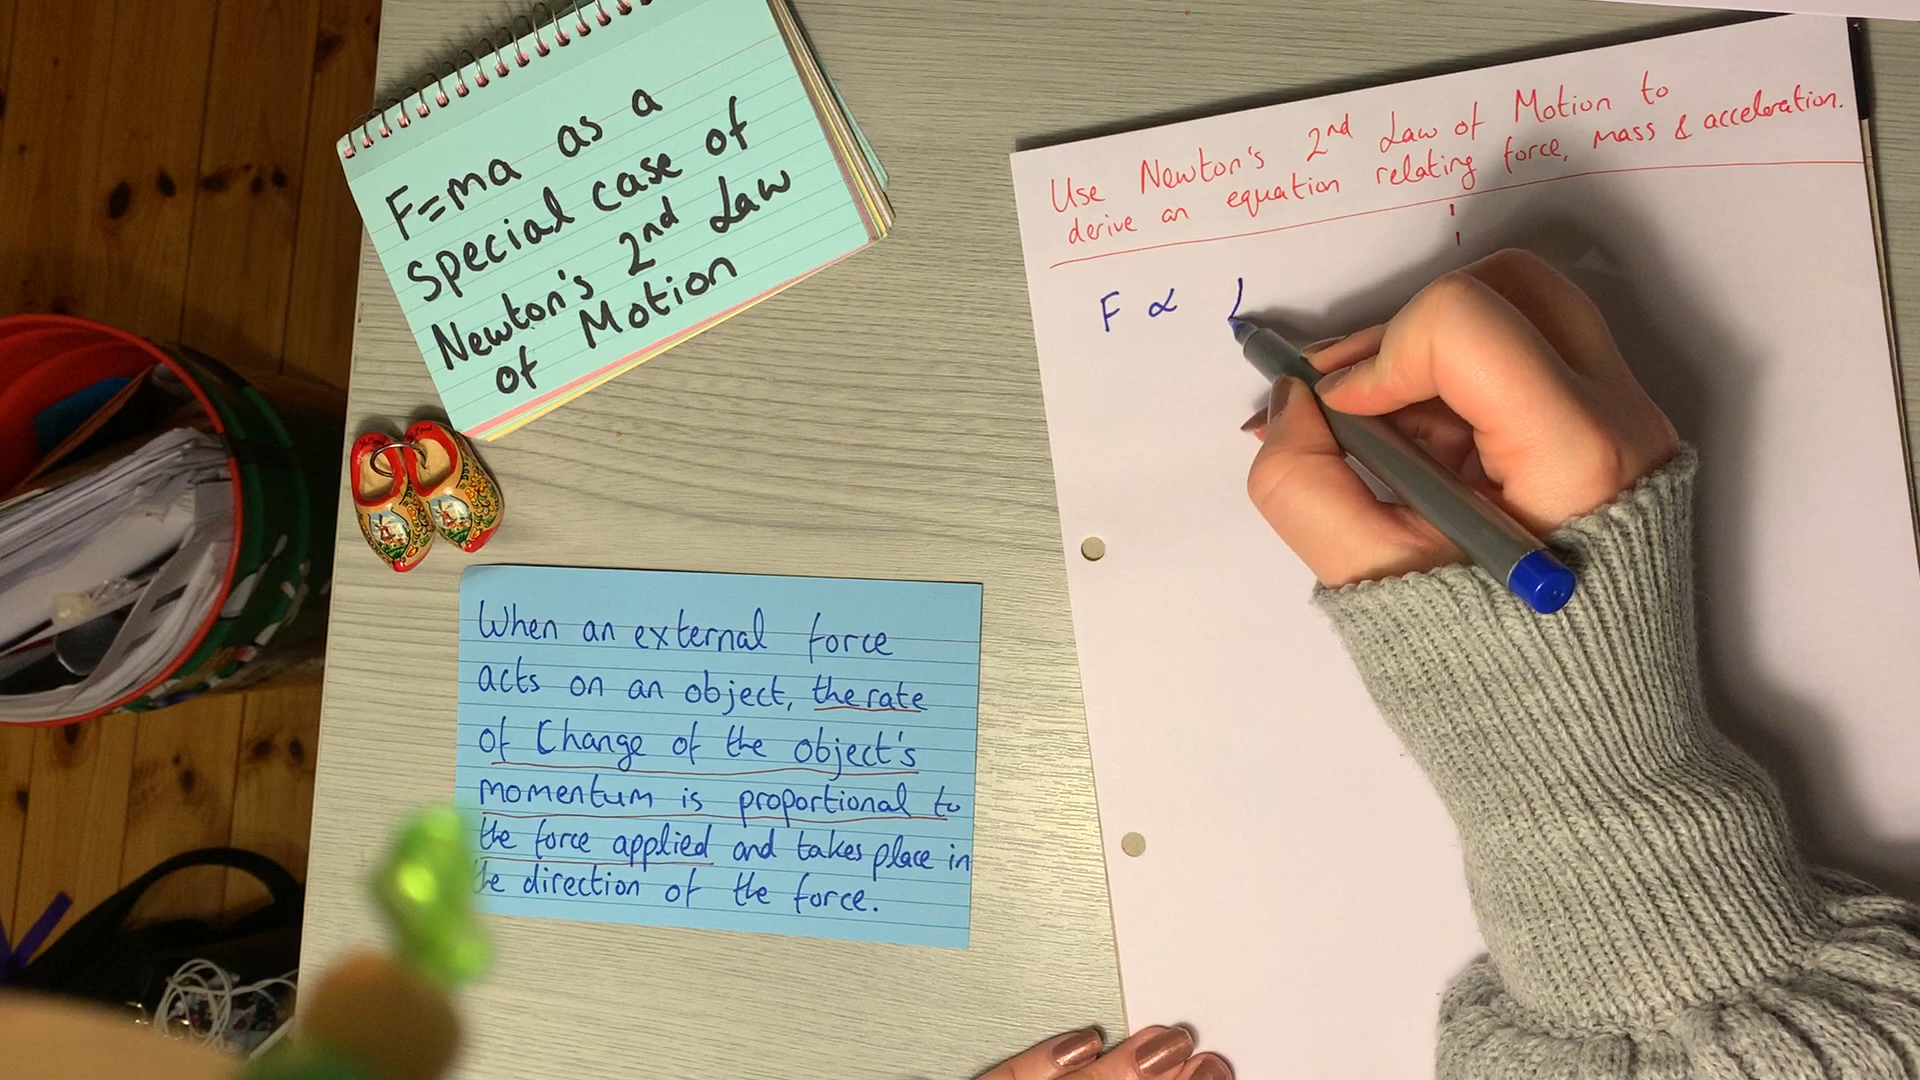 F=ma as a
special case of
Newton's 2nd Law
of Motion
When an external force
acts on an object, the rate
of Change of the object's
momentum is proportional to
the force applied and takes place in
the direction of the force.
Use Newton's 2nd Law of Motion to
derive an equation relating force, mass & acceleration.
F ∝